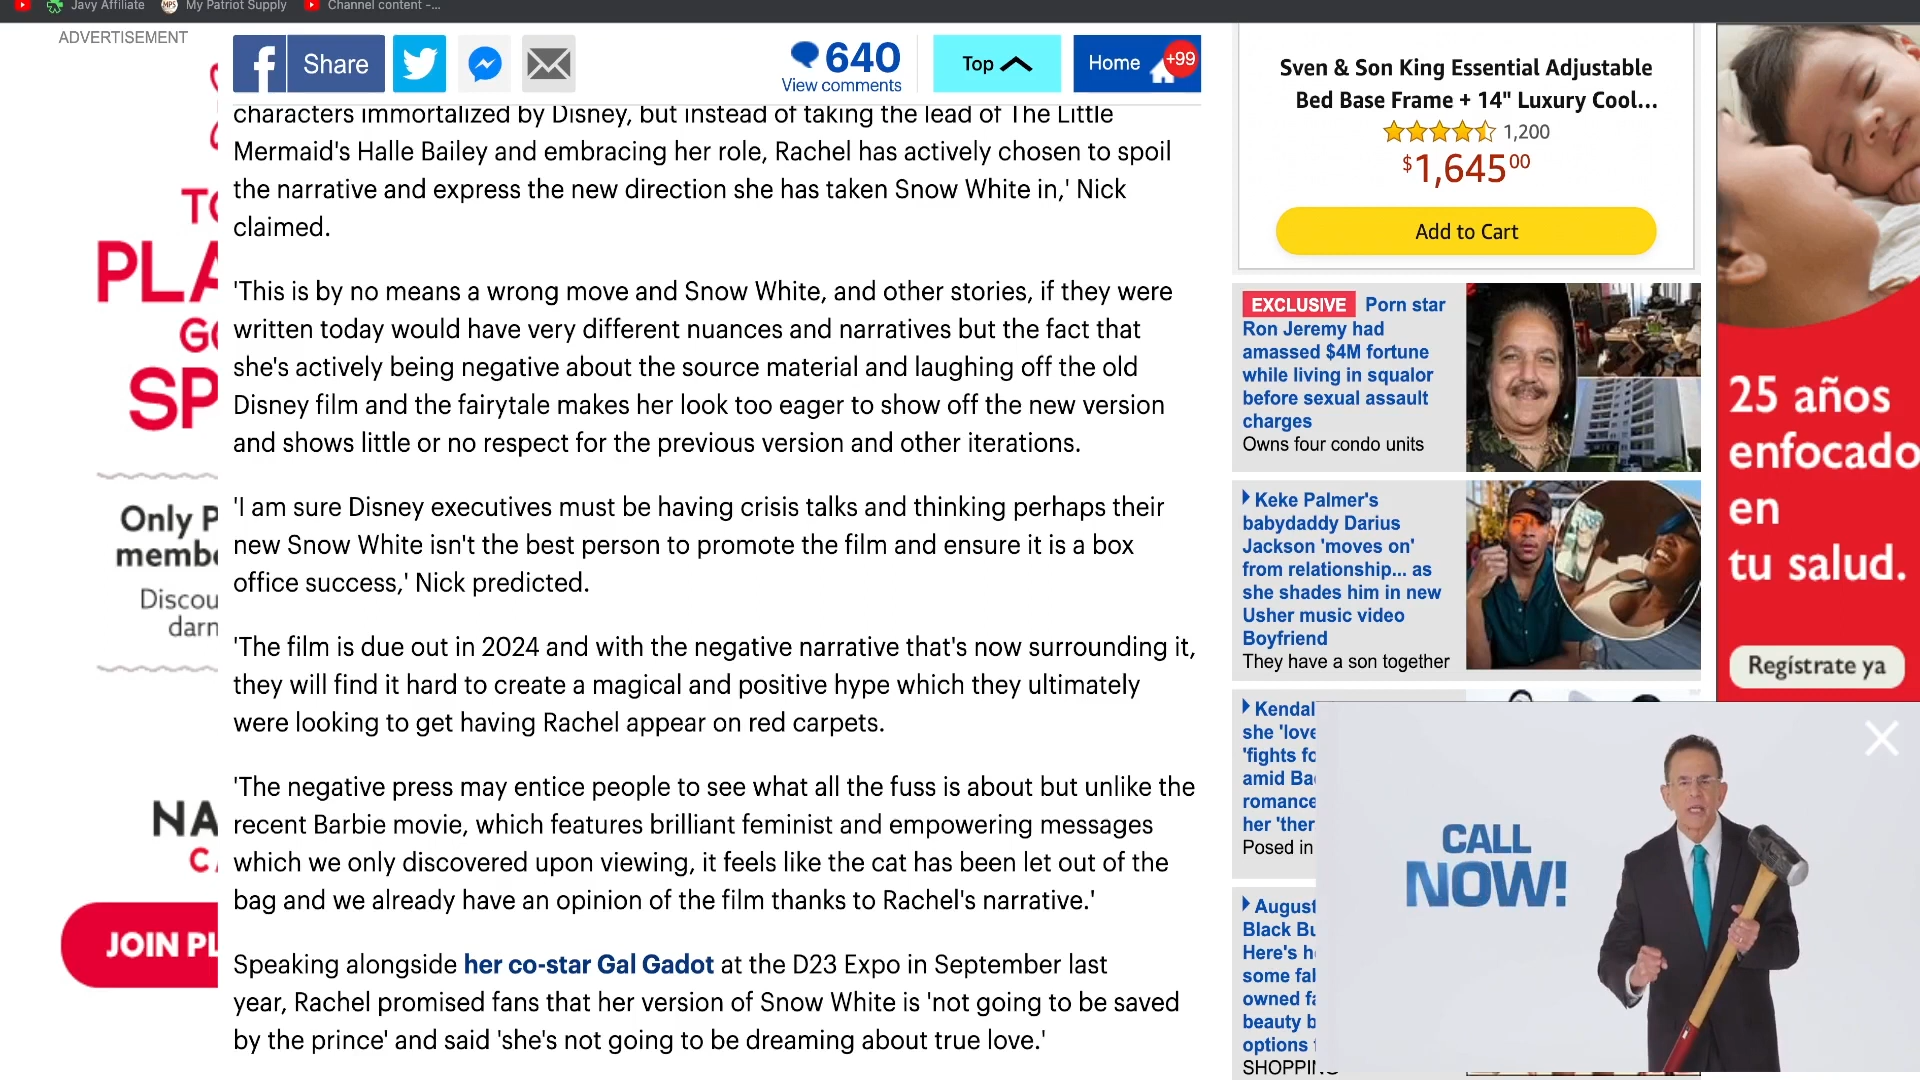 Javy Affiliate
My Patriot Supply
Channel content -...
ADVERTISEMENT
Share
640
View comments
Top
Home
+99
characters immortalized by Disney, but instead of taking the lead of The Little
Mermaid's Halle Bailey and embracing her role, Rachel has actively chosen to spoil
the narrative and express the new direction she has taken Snow White in,' Nick
claimed.
'This is by no means a wrong move and Snow White, and other stories, if they were
written today would have very different nuances and narratives but the fact that
she's actively being negative about the source material and laughing off the old
Disney film and the fairytale makes her look too eager to show off the new version
and shows little or no respect for the previous version and other iterations.
'I am sure Disney executives must be having crisis talks and thinking perhaps their
new Snow White isn't the best person to promote the film and ensure it is a box
office success,' Nick predicted.
'The film is due out in 2024 and with the negative narrative that's now surrounding it,
they will find it hard to create a magical and positive hype which they ultimately
were looking to get having Rachel appear on red carpets.
'The negative press may entice people to see what all the fuss is about but unlike the
recent Barbie movie, which features brilliant feminist and empowering messages
which we only discovered upon viewing, it feels like the cat has been let out of the
bag and we already have an opinion of the film thanks to Rachel's narrative.'
Speaking alongside her co-star Gal Gadot at the D23 Expo in September last
year, Rachel promised fans that her version of Snow White is 'not going to be saved
by the prince' and said 'she's not going to be dreaming about true love.'
Only
JOIN
Sven & Son King Essential Adjustable
Bed Base Frame + 14" Luxury Cool...
1,200
$1,64500
Add to Cart
EXCLUSIVE Porn star
Ron Jeremy had
amassed $4M fortune
while living in squalor
before sexual assault
charges
Owns four condo units
Keke Palmer's
babydaddy Darius
Jackson 'moves on'
from relationship... as
she shades him in new
Usher music video
Boyfriend
They have a son together
she 'love
'fights
amid
romance
her
Posed in
August
Black
Here's
some
owned
beauty
options
CALL
NOW!
25 años
enfocado
en
tu salud.
Regístrate ya